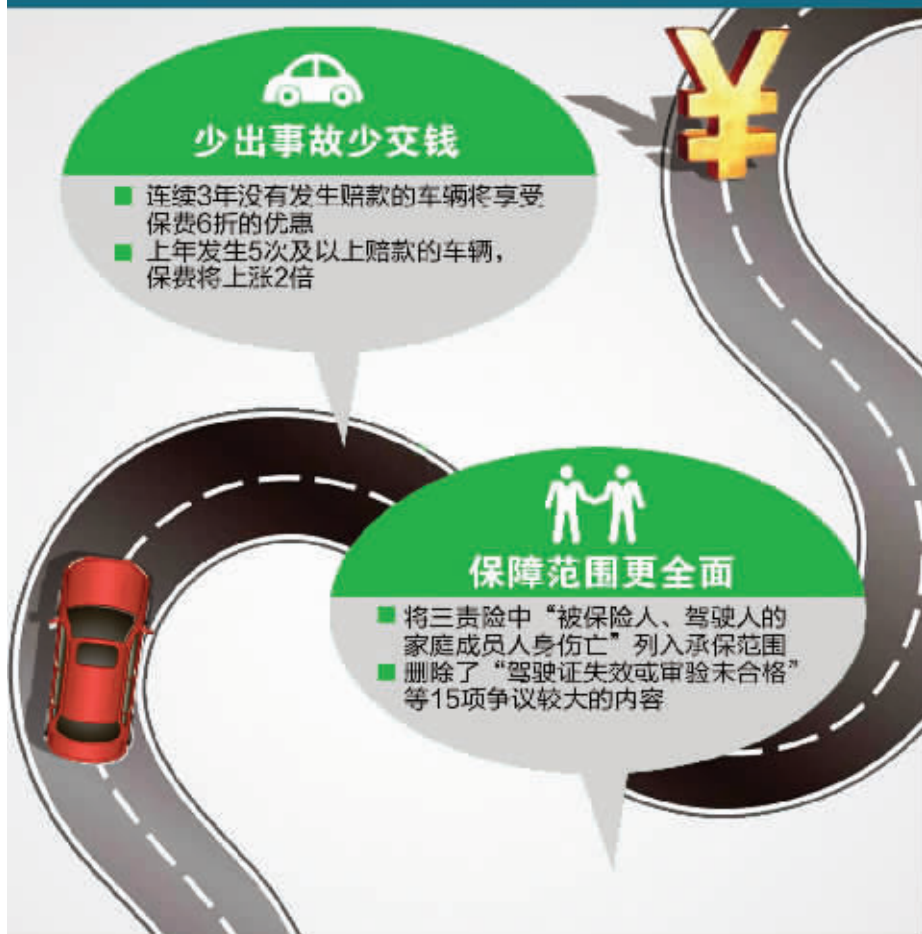 少出事故少交钱
连续3年没有发生赔款的车辆将享受
保费6折的优惠
上年发生5次及以上赔款的车辆,
保费将上涨2倍
保障范围更全面
将三责险中“被保险人、驾驶人的
家庭成员人身伤亡”列入承保范围
删除了“驾驶证失效或审验未合格”
等15项争议较大的内容